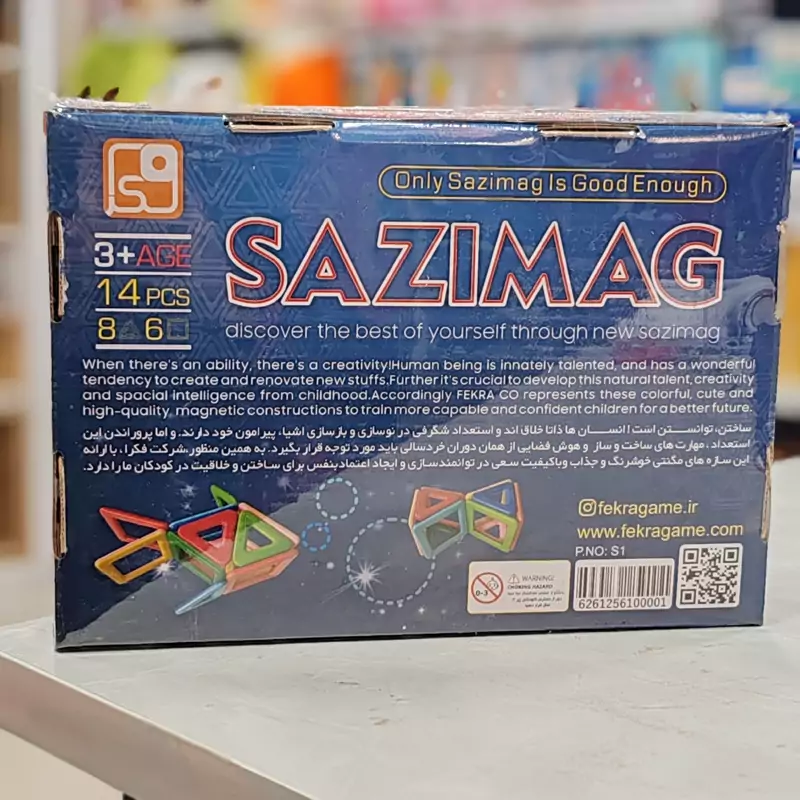 Only Sazimag Is Good Enough
3+AGE
14 PCS
8 6
SAZIMAG
discover the best of yourself through new sazimag
When there's an ability, there's a creativity!Human being is innately talented, and has a wonderful
tendency to create and renovate new stuffs.Further it's crucial to develop this natural talent, creativity
and spacial intelligence from childhood.Accordingly FEKRA CO represents these colorful, cute and
high-quality, magnetic constructions to train more capable and confident children for a better future.
ساختن، توانستن است! انسان ها ذاتا خلاق اند و استعداد شگرفی در نوسازی و بازسازی اشیاء پیرامون خود دارند. و اما پروراندن این
استعداد، مهارت های ساخت و ساز و هوش فضایی از همان دوران خردسالی باید مورد توجه قرار بگیرد. به همین منظور شرکت فکرا، با ارائه
این سازه های مگنتی خوشرنگ و جذاب و باکیفیت سعی در توانمندسازی و ایجاد اعتمادبنفس برای ساختن و خلاقیت در کودکان ما را دارد.
fekragame.ir
www.fekragame.com
P.NO: S1
0-3
WARNING!
CHOKING HAZARD
6261256100001